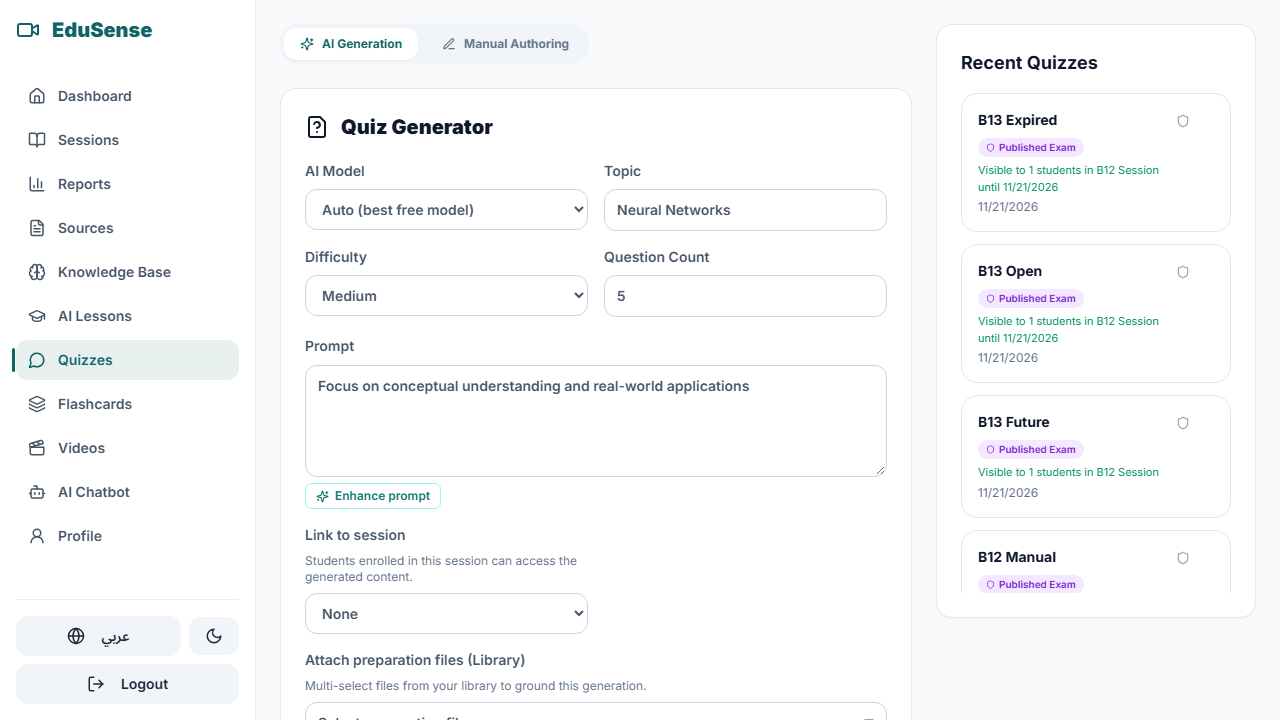 EduSense
Dashboard
Sessions
Reports
Sources
Knowledge Base
AI Lessons
Quizzes
Flashcards
Videos
AI Chatbot
Profile
عربي
Logout
AI Generation
Manual Authoring
Quiz Generator
AI Model
Topic
Auto (best free model)
Neural Networks
Difficulty
Question Count
Medium
5
Prompt
Focus on conceptual understanding and real-world applications
Enhance prompt
Link to session
Students enrolled in this session can access the
generated content.
None
Attach preparation files (Library)
Multi-select files from your library to ground this generation.
Recent Quizzes
B13 Expired
Published Exam
Visible to 1 students in B12 Session
until 11/21/2026
11/21/2026
B13 Open
Published Exam
Visible to 1 students in B12 Session
until 11/21/2026
11/21/2026
B13 Future
Published Exam
Visible to 1 students in B12 Session
11/21/2026
B12 Manual
Published Exam